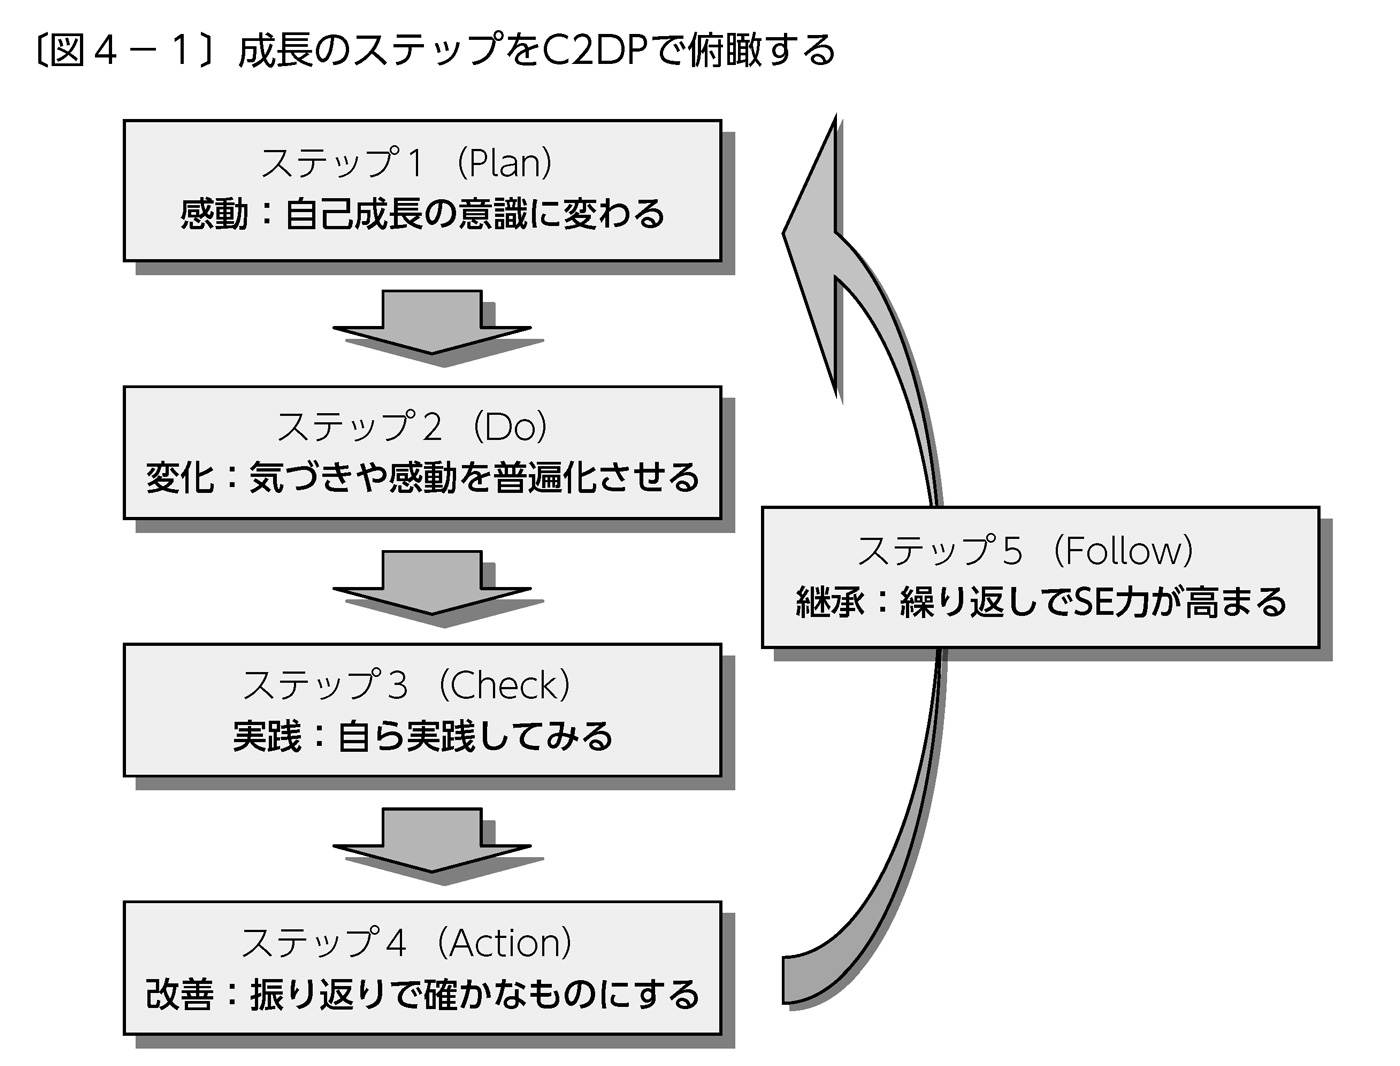 〔図４－１〕成長のステップをC2DPで俯瞰する
ステップ１（Plan）
感動：自己成長の意識に変わる
ステップ２（Do）
変化：気づきや感動を普遍化させる
ステップ３（Check）
実践：自ら実践してみる
ステップ４（Action）
改善：振り返りで確かなものにする
ステップ５（Follow）
継承：繰り返しでSE力が高まる